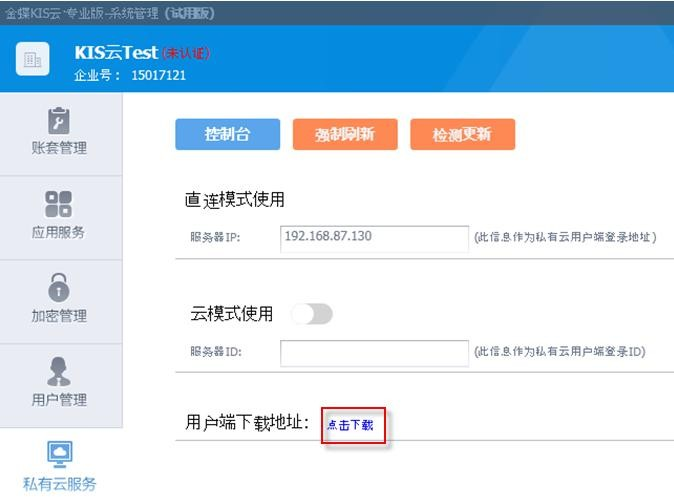 金蝶KIS云·专业版-系统管理（试用版）
KIS云Test (未认证)
企业号： 15017121
账套管理
应用服务
加密管理
用户管理
私有云服务
控制台 强制刷新 检测更新
直连模式使用
服务器IP: 192.168.87.130 (此信息作为私有云用户端登录地址)
云模式使用
服务器ID: (此信息作为私有云用户端登录ID)
用户端下载地址： 点击下载